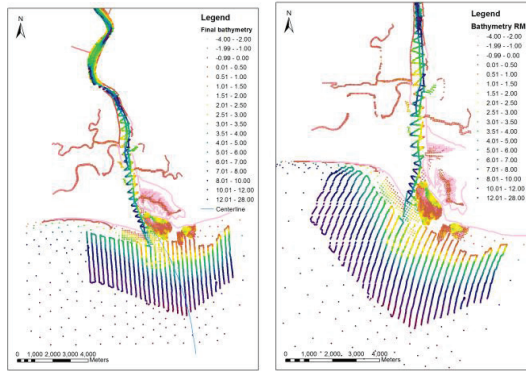 N
Legend
Final bathymetry
-4.00 - -2.00
-1.99 - -1.00
-0.99 - 0.00
0.01 - 0.50
0.51 - 1.00
1.01 - 1.50
1.51 - 2.00
2.01 - 2.50
2.51 - 3.00
3.01 - 3.50
3.51 - 4.00
4.01 - 5.00
5.01 - 6.00
6.01 - 7.00
7.01 - 8.00
8.01 - 10.00
10.01 - 12.00
12.01 - 28.00
Centerline
0 1,000 2,000 3,000 4,000
Meters
N
Legend
Bathymetry RM
-4.00 - -2.00
-1.99 - -1.00
-0.99 - 0.00
0.01 - 0.50
0.51 - 1.00
1.01 - 1.50
1.51 - 2.00
2.01 - 2.50
2.51 - 3.00
3.01 - 3.50
3.51 - 4.00
4.01 - 5.00
5.01 - 6.00
6.01 - 7.00
7.01 - 8.00
8.01 - 10.00
10.01 - 12.00
12.01 - 28.00
0 1,000 2,000 3,000 4,000
Meters